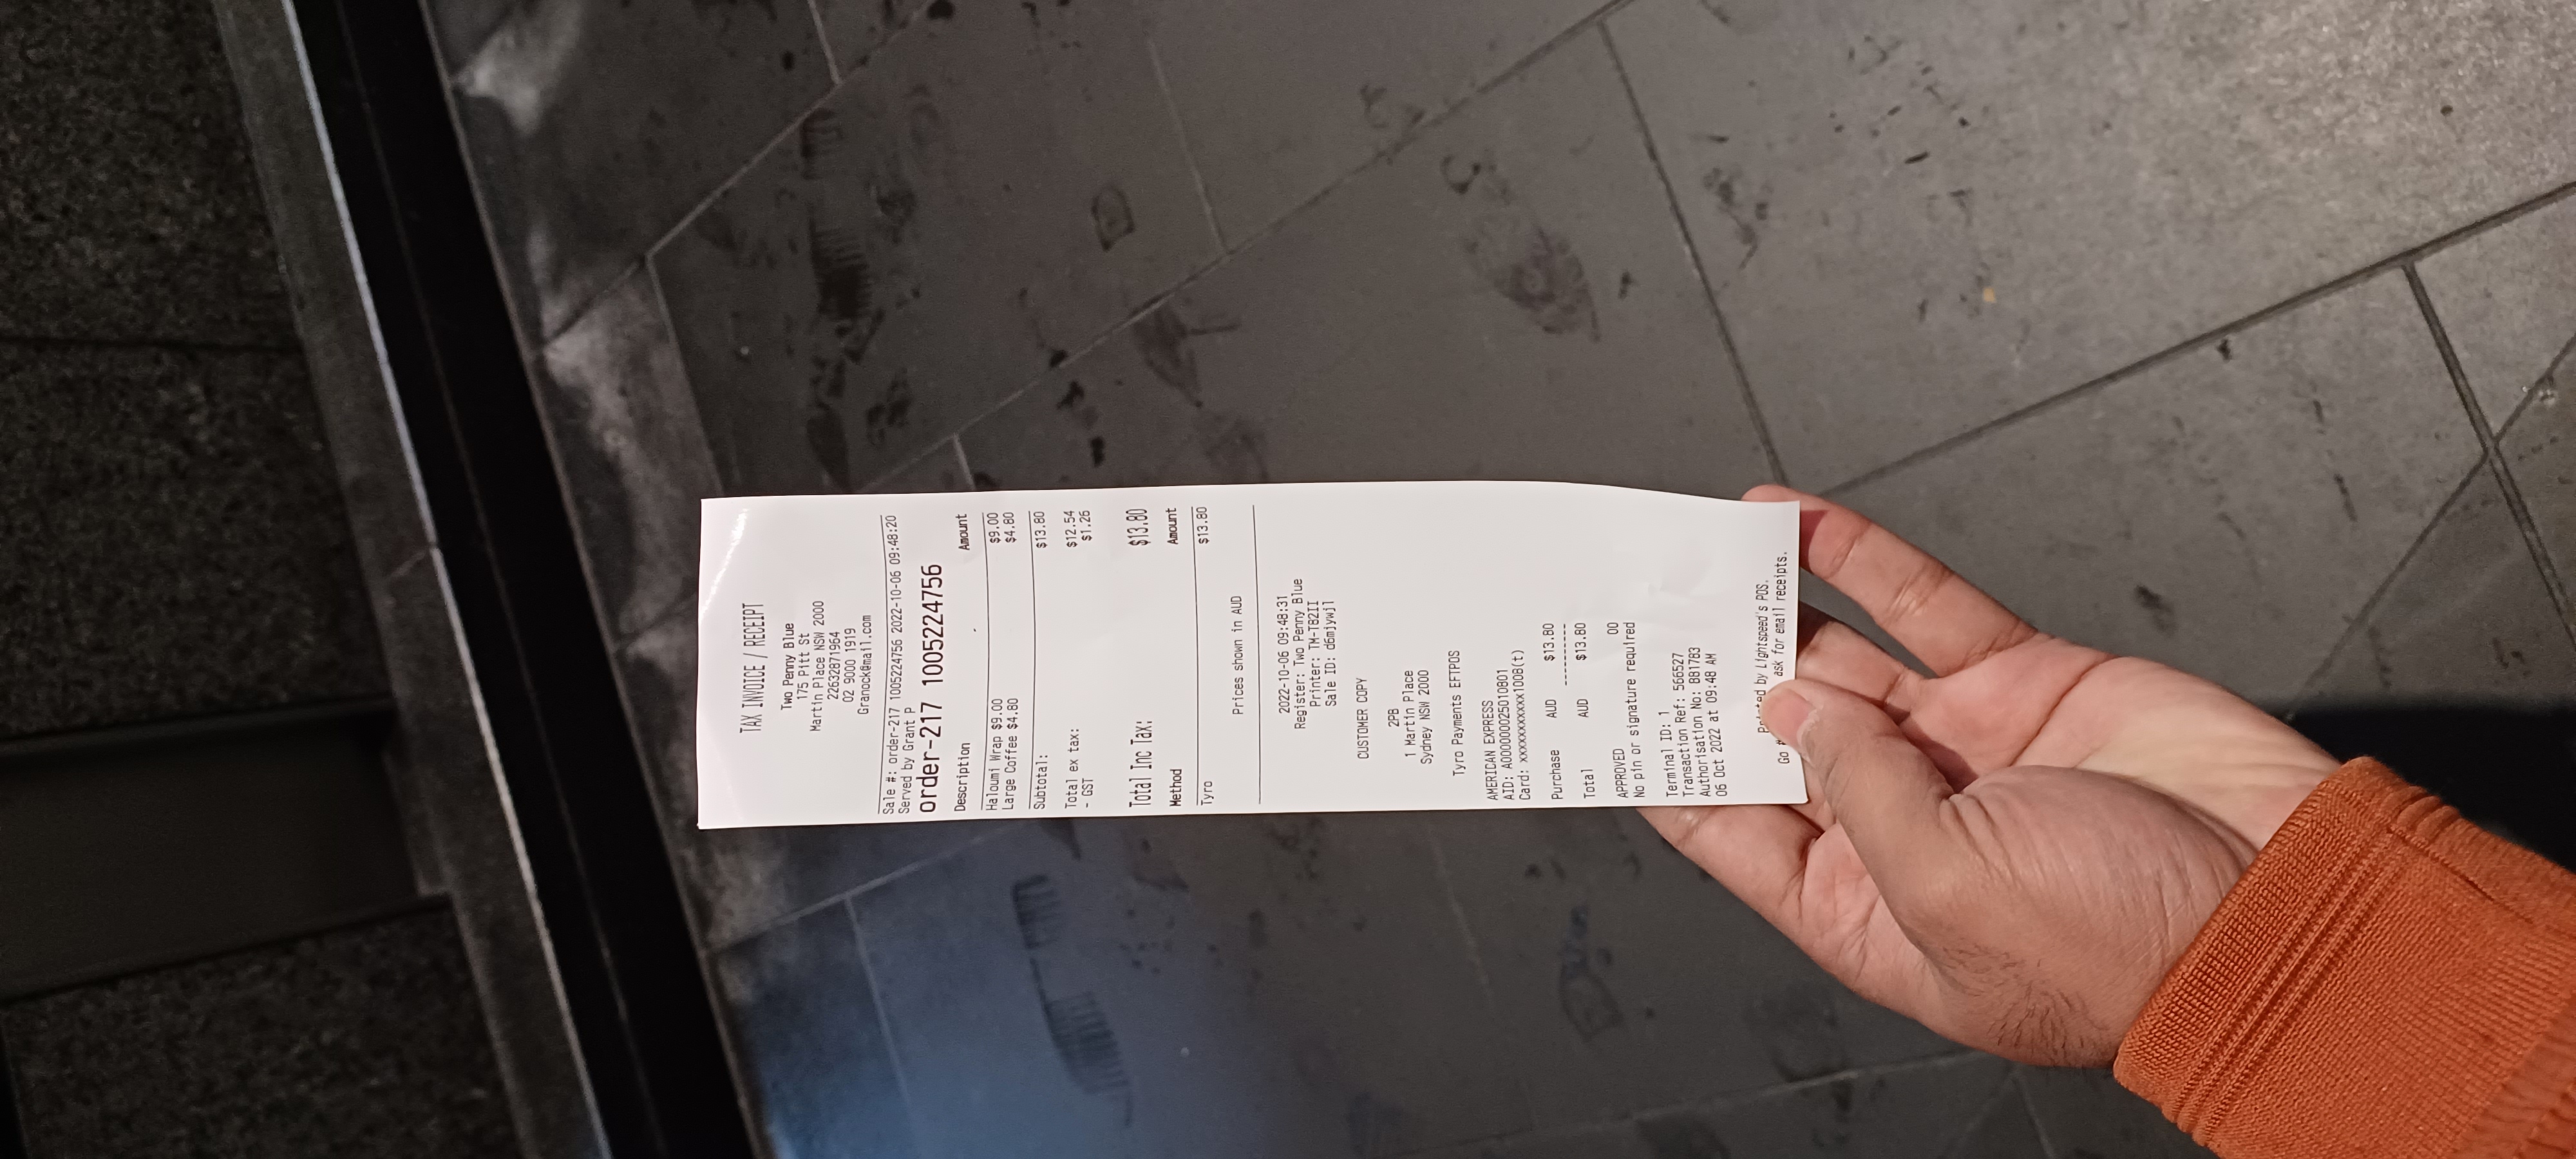 TAX INVOICE / RECEIPT
Two Penny Blue
175 Pitt St
Martin Place NSW 2000
22632871964
02 9000 1919
Granock@mail.com
Sale #: order-217 1005224756 2022-10-06 09:48:20
Served by Grant P
order-217 1005224756
Description Amount
Haloumi Wrap $9.00 $9.00
Large Coffee $4.80 $4.80
Subtotal: $13.80
Total ex tax: $12.54
- GST $1.26
Total Inc Tax: $13.80
Method Amount
Tyro $13.80
Prices shown in AUD
2022-10-06 09:48:31
Register: Two Penny Blue
Printer: TM-T82II
Sale ID: d6mjywjl
CUSTOMER COPY
2PB
1 Martin Place
Sydney NSW 2000
Tyro Payments EFTPOS
AMERICAN EXPRESS
AID: A000000025010801
Card: xxxxxxxxxxx1008(t)
Purchase AUD $13.80
----------
Total AUD $13.80
APPROVED 00
No pin or signature required
Terminal ID: 1
Transaction Ref: 566527
Authorisation No: B81783
06 Oct 2022 at 09:48 AM
by Lightspeed's POS.
Go ask for email receipts.